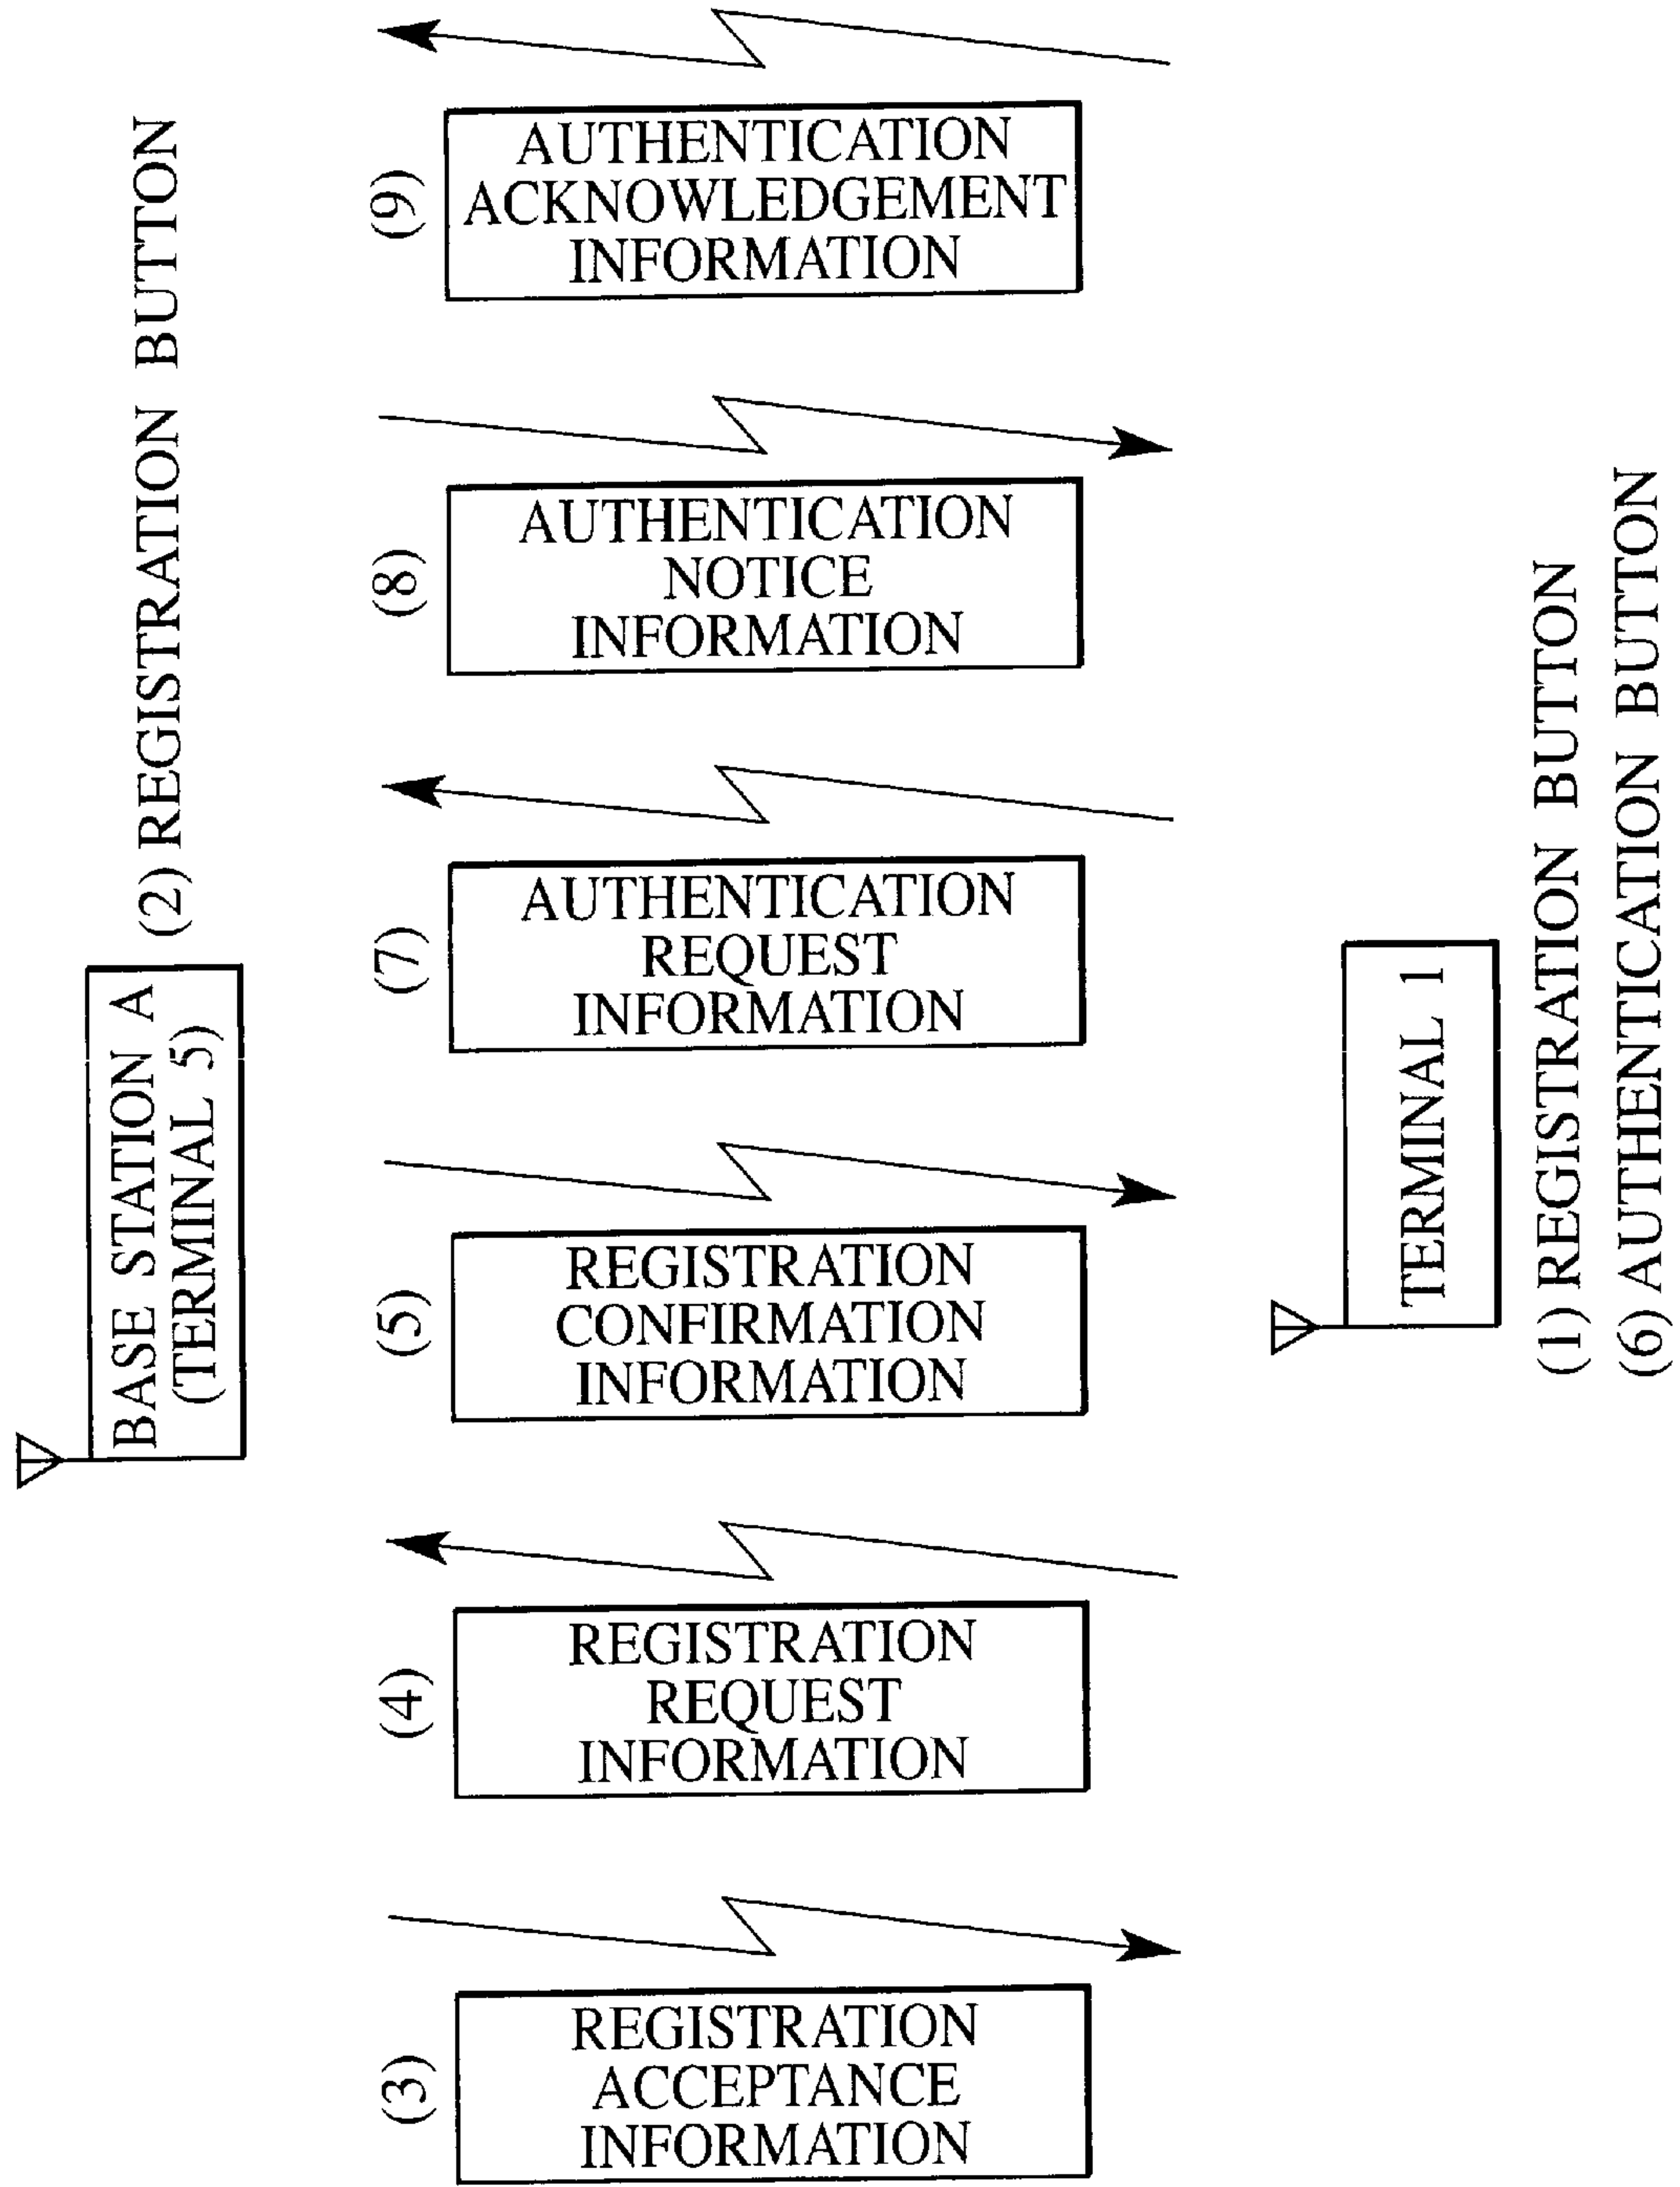 BASE STATION A
(TERMINAL 5)
(2) REGISTRATION BUTTON
(3)
REGISTRATION
ACCEPTANCE
INFORMATION
(4)
REGISTRATION
REQUEST
INFORMATION
(5)
REGISTRATION
CONFIRMATION
INFORMATION
(7)
AUTHENTICATION
REQUEST
INFORMATION
(8)
AUTHENTICATION
NOTICE
INFORMATION
(9)
AUTHENTICATION
ACKNOWLEDGEMENT
INFORMATION
TERMINAL 1
(1) REGISTRATION BUTTON
(6) AUTHENTICATION BUTTON